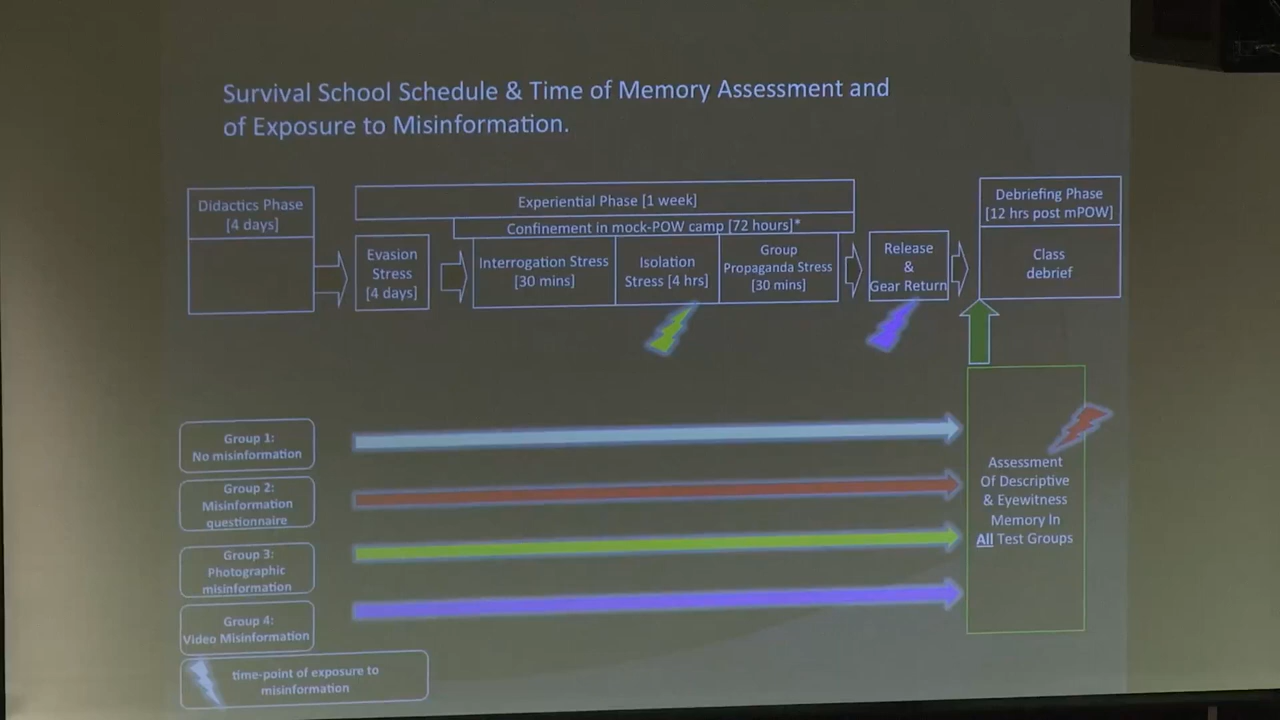 Survival School Schedule & Time of Memory Assessment and
of Exposure to Misinformation.
Didactics Phase
[4 days]
Experiential Phase [1 week]
Confinement in mock-POW camp [72 hours]*
Evasion
Stress
[4 days]
Interrogation Stress
[30 mins]
Isolation
Stress [4 hrs]
Group
Propaganda Stress
[30 mins]
Release
&
Gear Return
Debriefing Phase
[12 hrs post mPOW]
Class
debrief
Group 1:
No misinformation
Group 2:
Misinformation
questionnaire
Group 3:
Photographic
misinformation
Group 4:
Video Misinformation
time-point of exposure to
misinformation
Assessment
Of Descriptive
& Eyewitness
Memory In
All Test Groups